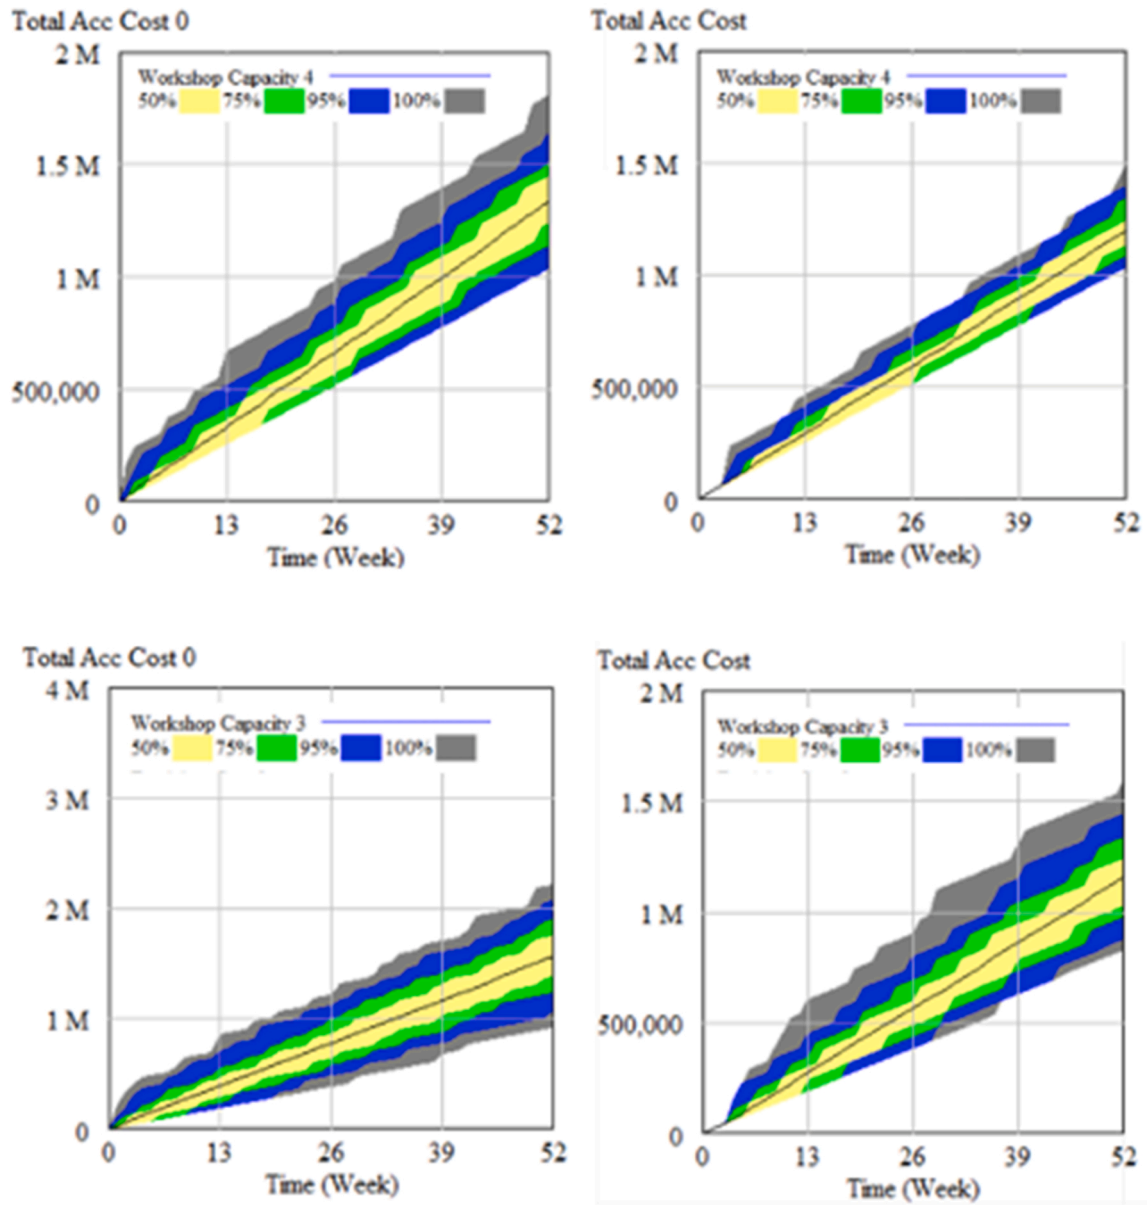 Total Acc Cost 0
2 M
Workshop Capacity 4
50% 75% 95% 100%
1.5 M
1 M
500,000
0
0 13 26 39 52
Time (Week)
Total Acc Cost
2 M
Workshop Capacity 4
50% 75% 95% 100%
1.5 M
1 M
500,000
0
0 13 26 39 52
Time (Week)
Total Acc Cost 0
4 M
Workshop Capacity 3
50% 75% 95% 100%
3 M
2 M
1 M
0
0 13 26 39 52
Time (Week)
Total Acc Cost
2 M
Workshop Capacity 3
50% 75% 95% 100%
1.5 M
1 M
500,000
0
0 13 26 39 52
Time (Week)